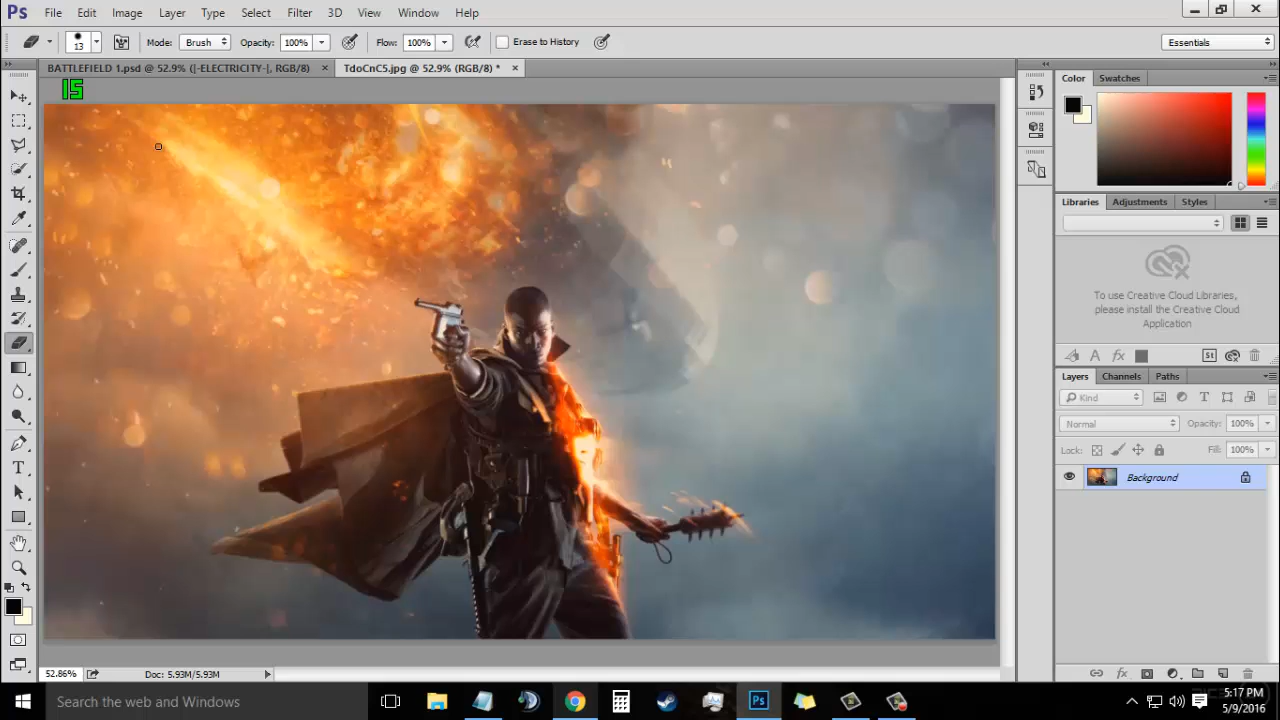 Ps File Edit Image Layer Type Select Filter 3D View Window Help
13 Mode: Brush Opacity: 100% Flow: 100% Erase to History Essentials
BATTLEFIELD 1.psd @ 52.9% ([-ELECTRICITY-], RGB/8) × TdoCnC5.jpg @ 52.9% (RGB/8) * ×
15
Color Swatches
Libraries Adjustments Styles
To use Creative Cloud Libraries,
please install the Creative Cloud
Application
A fx St
Layers Channels Paths
Kind
Normal Opacity: 100%
Lock: Fill: 100%
Background
T
52.86% Doc: 5.93M/5.93M
fx
Search the web and Windows
Ps
5:17 PM
5/9/2016